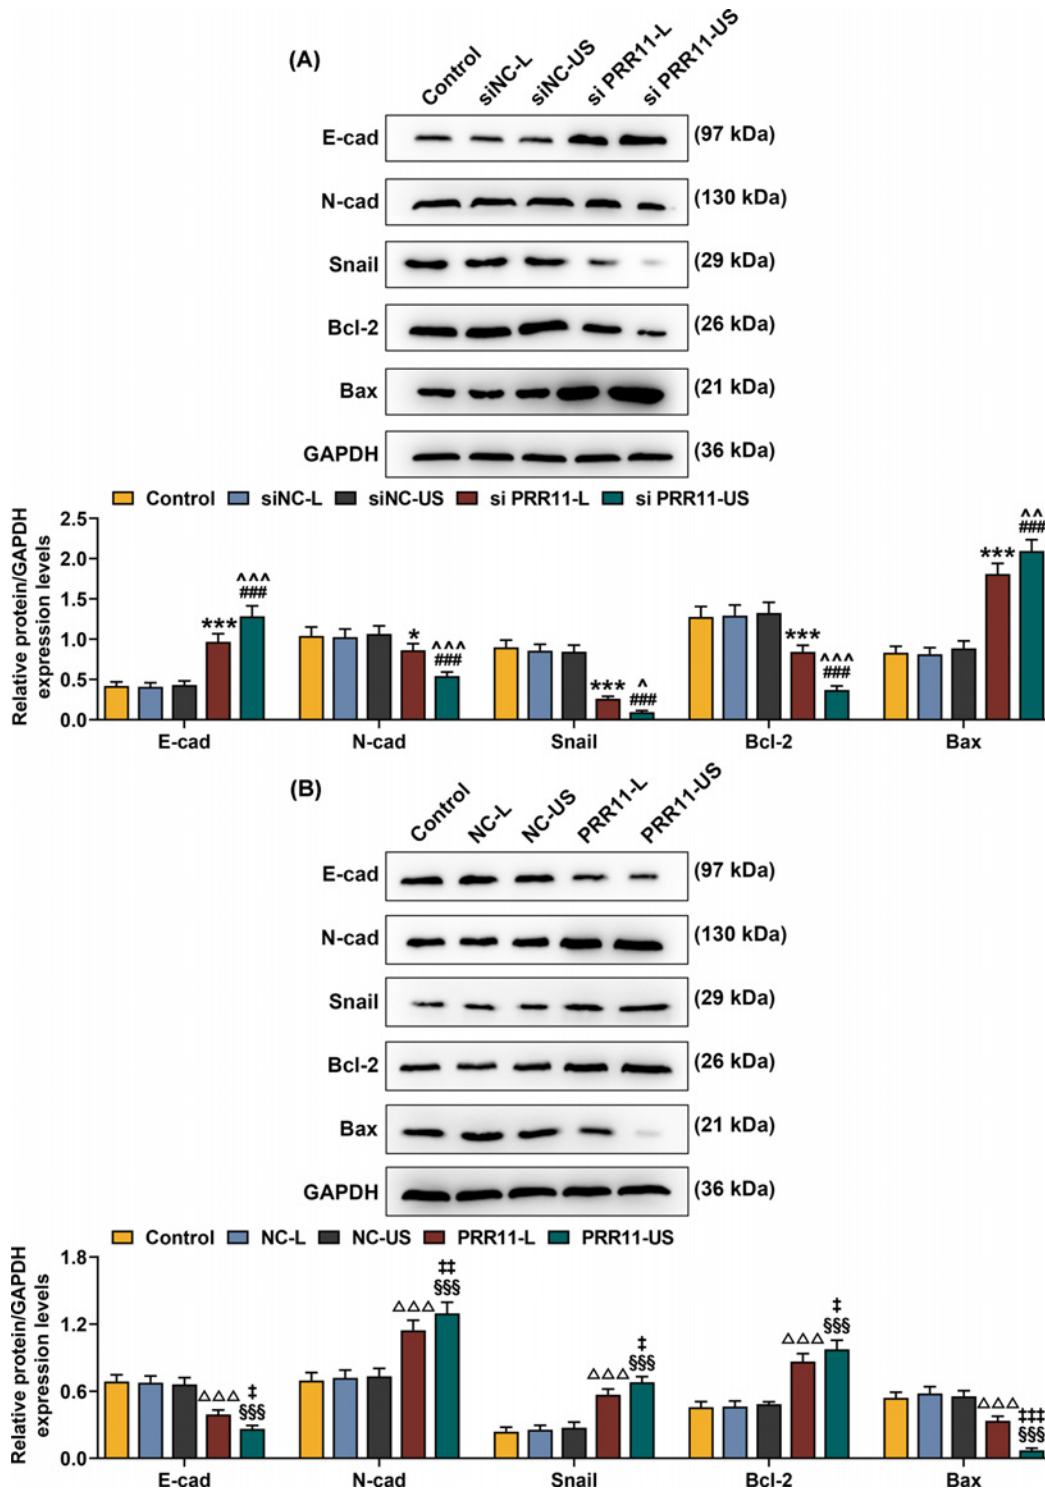 (A)
Control siNC-L siNC-US si PRR11-L si PRR11-US
E-cad (97 kDa)
N-cad (130 kDa)
Snail (29 kDa)
Bcl-2 (26 kDa)
Bax (21 kDa)
GAPDH (36 kDa)
Control siNC-L siNC-US si PRR11-L si PRR11-US
Relative protein/GAPDH
expression levels
2.5
2.0
1.5
1.0
0.5
0.0
*** ^^^ ###
* ^^^ ###
*** ^ ###
*** ^^^ ###
*** ^^ ###
E-cad N-cad Snail Bcl-2 Bax
(B)
Control NC-L NC-US PRR11-L PRR11-US
E-cad (97 kDa)
N-cad (130 kDa)
Snail (29 kDa)
Bcl-2 (26 kDa)
Bax (21 kDa)
GAPDH (36 kDa)
Control NC-L NC-US PRR11-L PRR11-US
Relative protein/GAPDH
expression levels
1.8
1.2
0.6
0.0
△△△ ‡ §§§
△△△ ‡‡ §§§
△△△ ‡ §§§
△△△ ‡ §§§
△△△ ‡‡‡ §§§
E-cad N-cad Snail Bcl-2 Bax